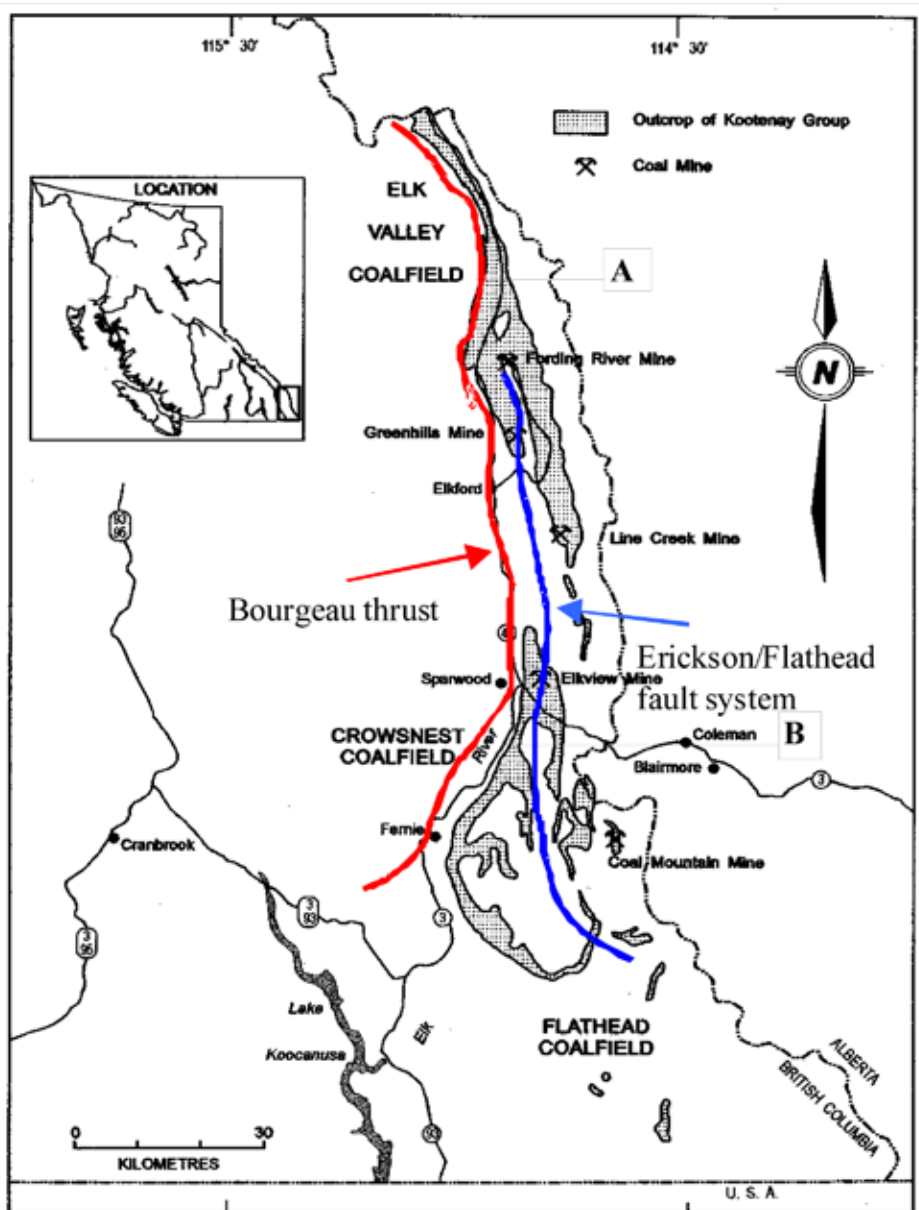 115° 30'
114° 30'
Outcrop of Kootenay Group
Coal Mine
LOCATION
ELK
VALLEY
COALFIELD
A
N
Fording River Mine
Greenhills Mine
Elkford
Line Creek Mine
93
95
Bourgeau thrust
Erickson/Flathead
fault system
Sparwood
Elkview Mine
CROWSNEST
COALFIELD
River
B
Coleman
Blairmore
3
Fernie
Cranbrook
Coal Mountain Mine
3
93
3
3
95
Lake
Koocanusa
Elk
FLATHEAD
COALFIELD
ALBERTA
BRITISH COLUMBIA
0
30
KILOMETRES
93
U. S. A.